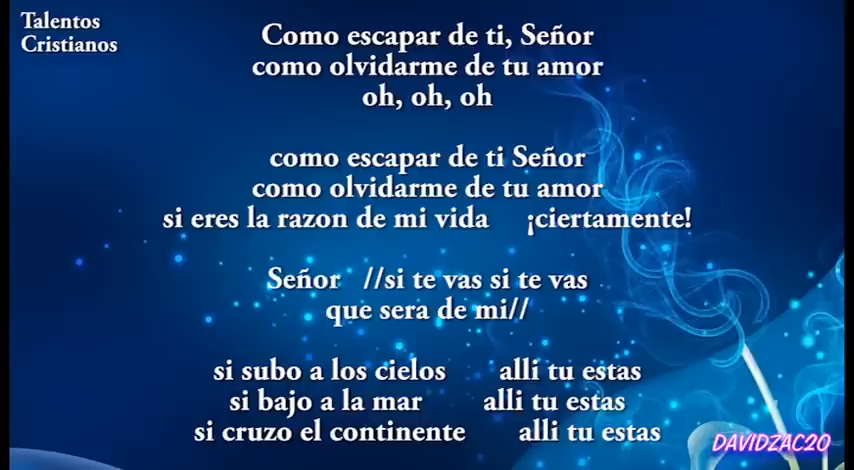 Talentos
Cristianos
Como escapar de ti, Señor
como olvidarme de tu amor
oh, oh, oh
como escapar de ti Señor
como olvidarme de tu amor
si eres la razon de mi vida ¡ciertamente!
Señor //si te vas si te vas
que sera de mi//
si subo a los cielos alli tu estas
si bajo a la mar alli tu estas
si cruzo el continente alli tu estas
DAVIDZAC20